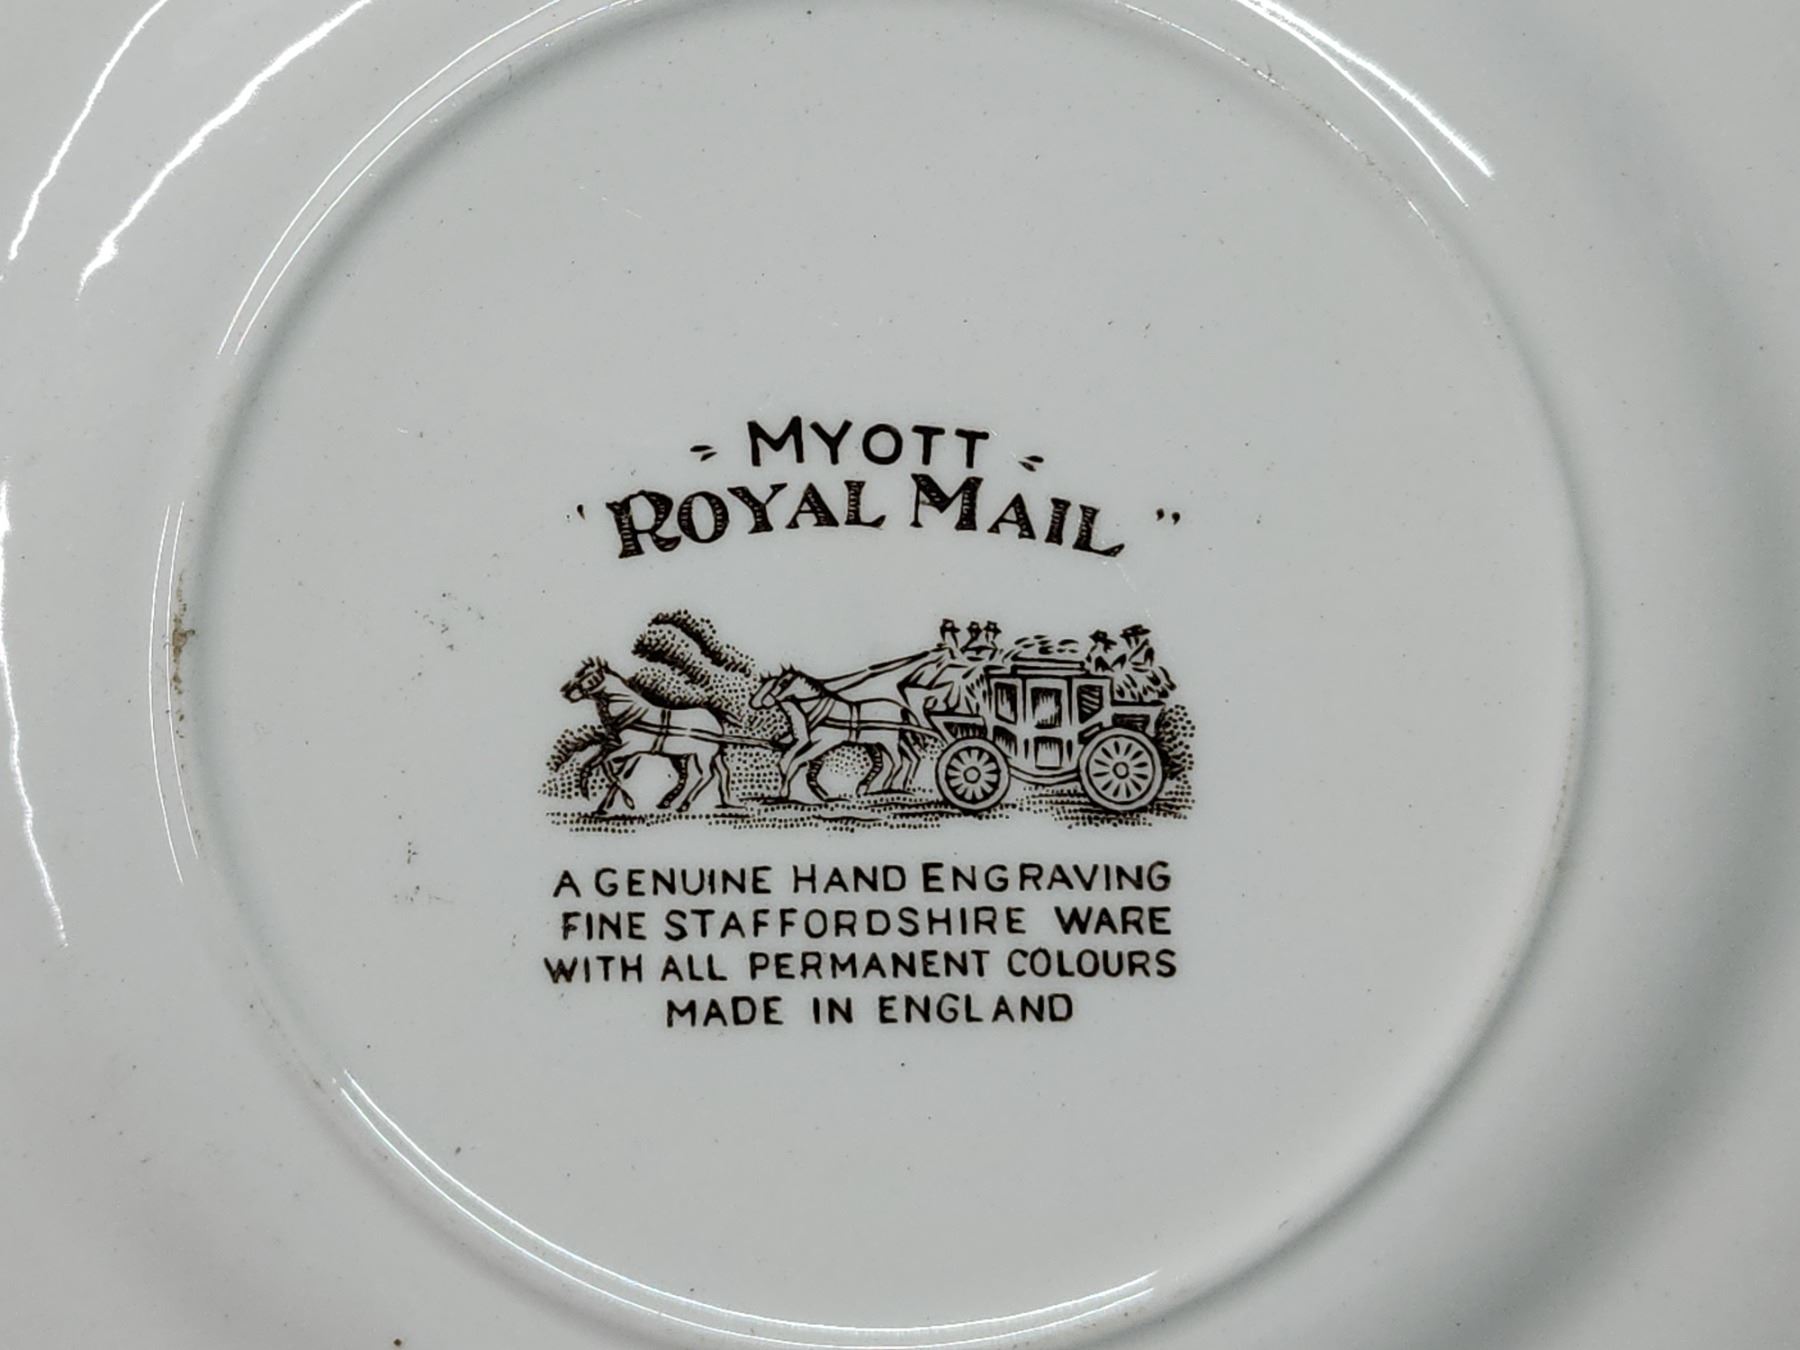 MYOTT
' ROYAL MAIL "
A GENUINE HAND ENGRAVING
FINE STAFFORDSHIRE WARE
WITH ALL PERMANENT COLOURS
MADE IN ENGLAND